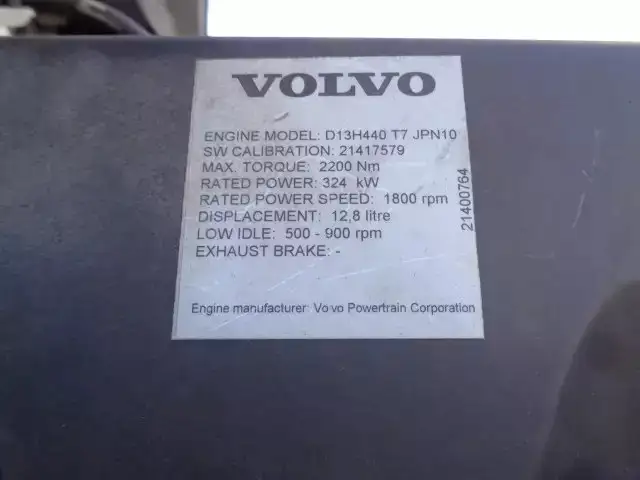 VOLVO
ENGINE MODEL: D13H440 T7 JPN10
SW CALIBRATION: 21417579
MAX. TORQUE: 2200 Nm
RATED POWER: 324 kW
RATED POWER SPEED: 1800 rpm
DISPLACEMENT: 12,8 litre
LOW IDLE: 500 - 900 rpm
EXHAUST BRAKE: -
21400764
Engine manufacturer: Volvo Powertrain Corporation